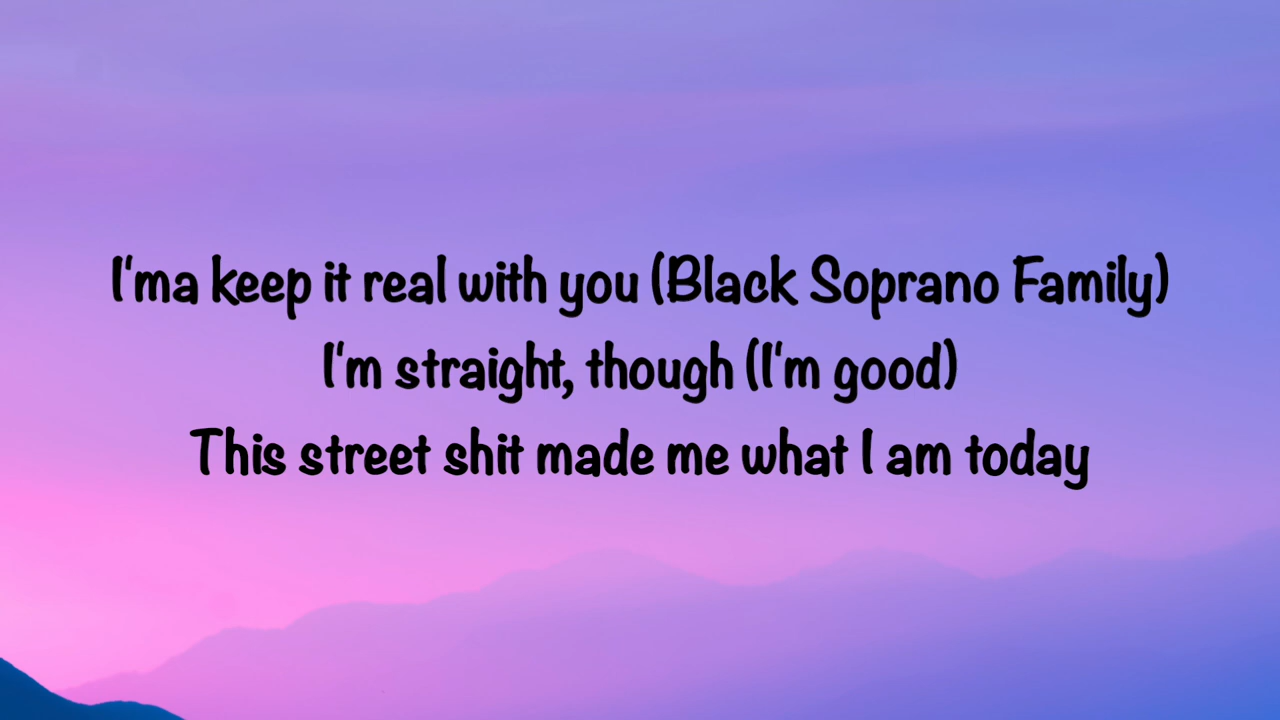 I'ma keep it real with you (Black Soprano Family)
I'm straight, though (I'm good)
This street shit made me what I am today